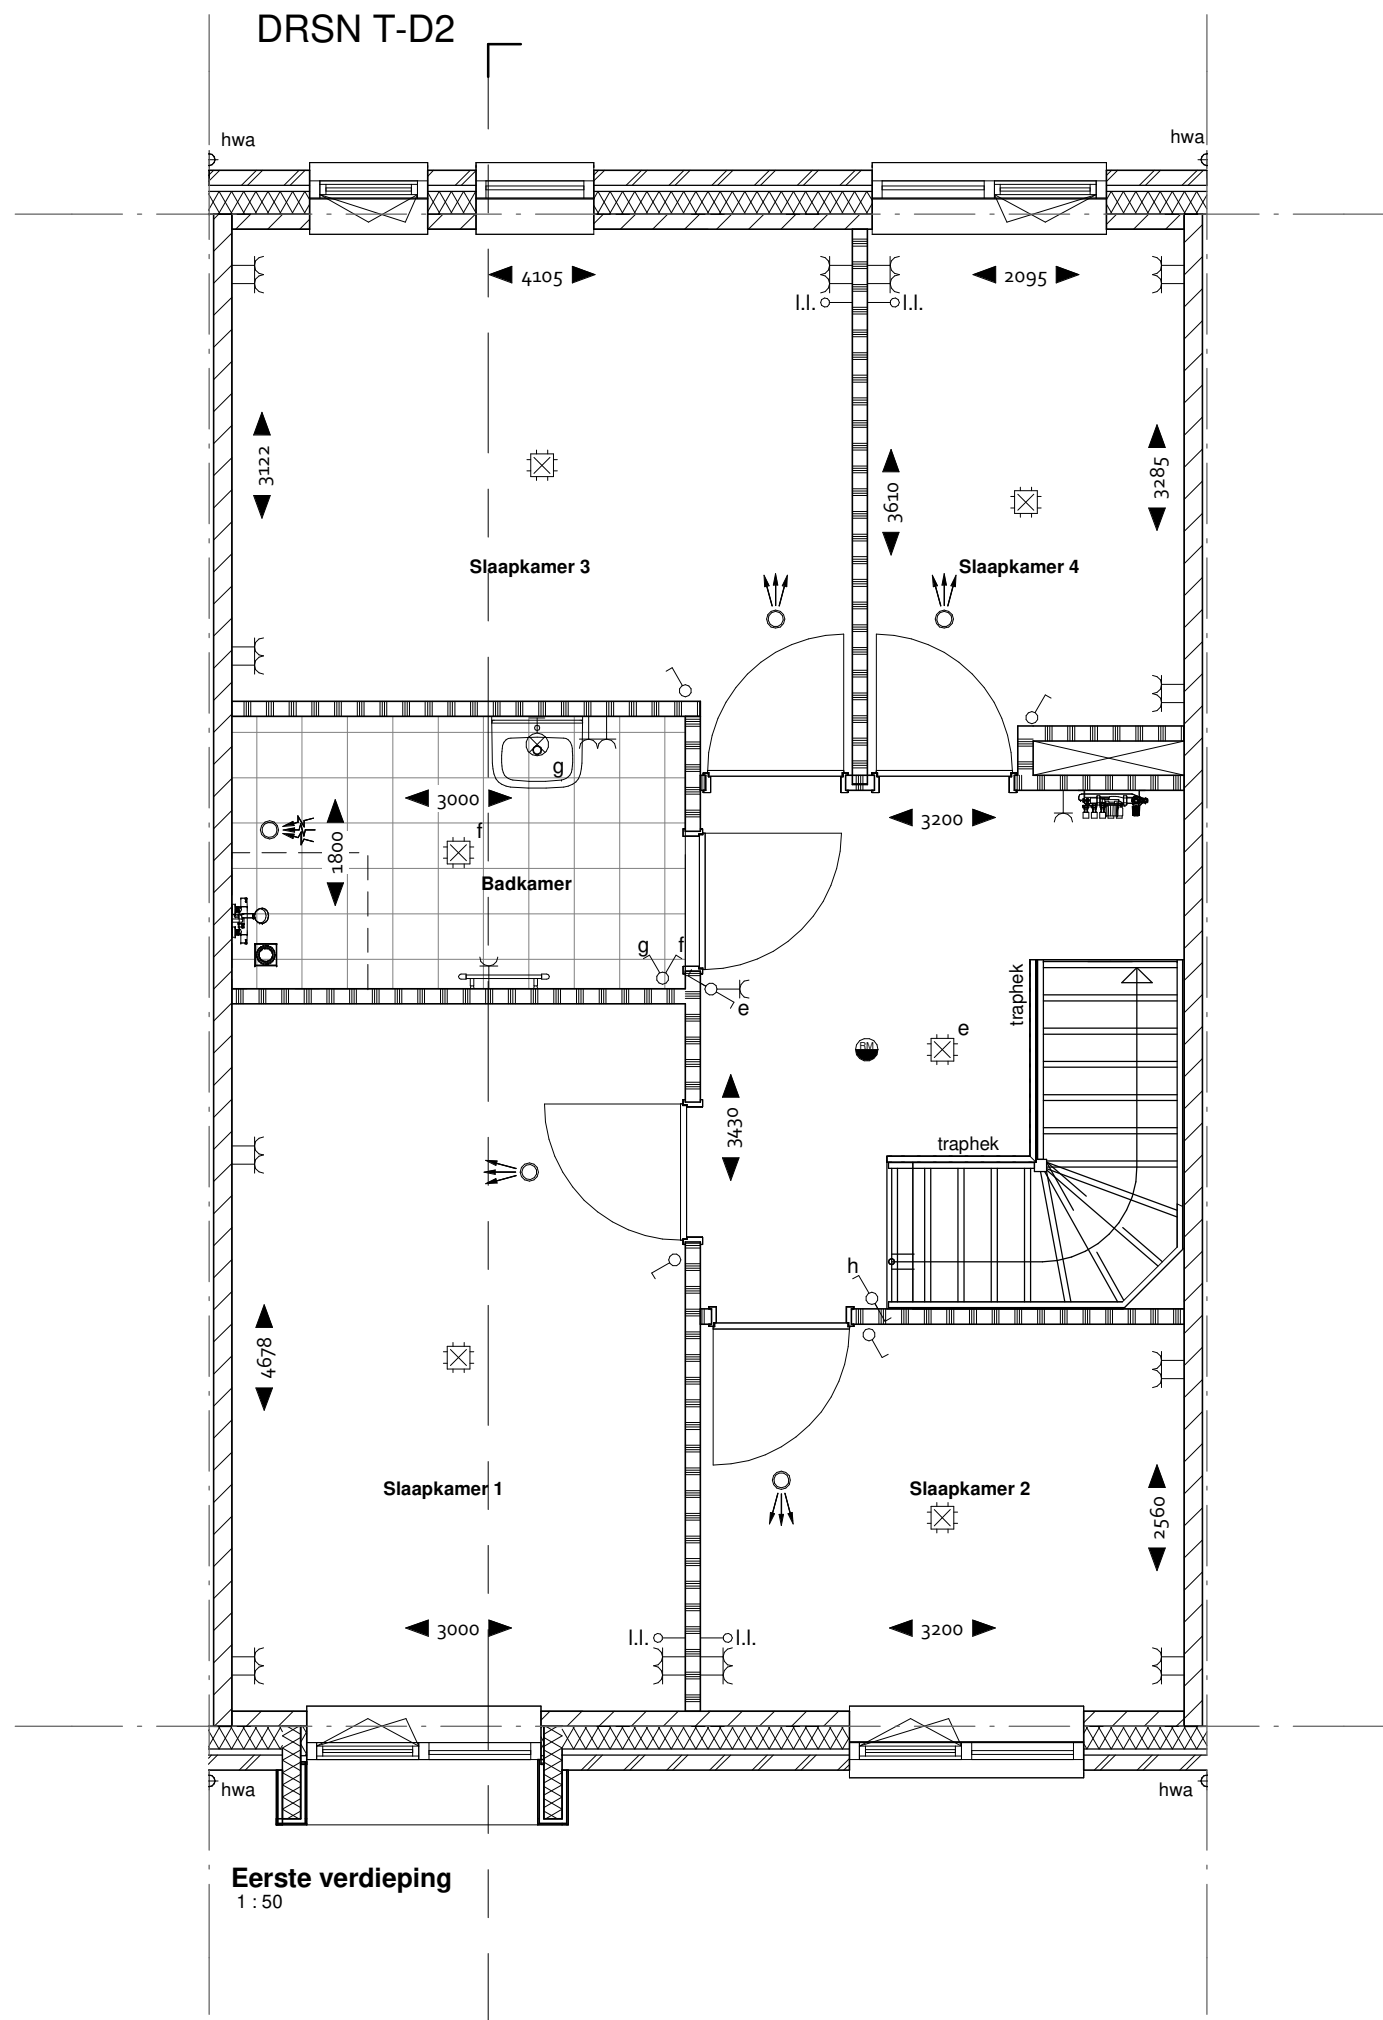 DRSN T-D2
hwa
hwa
4105
2095
l.l.
l.l.
3122
3610
3285
Slaapkamer 3
Slaapkamer 4
g
3000
3200
f
1800
Badkamer
g
f
e
traphek
RM
e
3430
traphek
h
4678
Slaapkamer 1
Slaapkamer 2
2560
3000
l.l.
l.l.
3200
hwa
hwa
Eerste verdieping
1 : 50